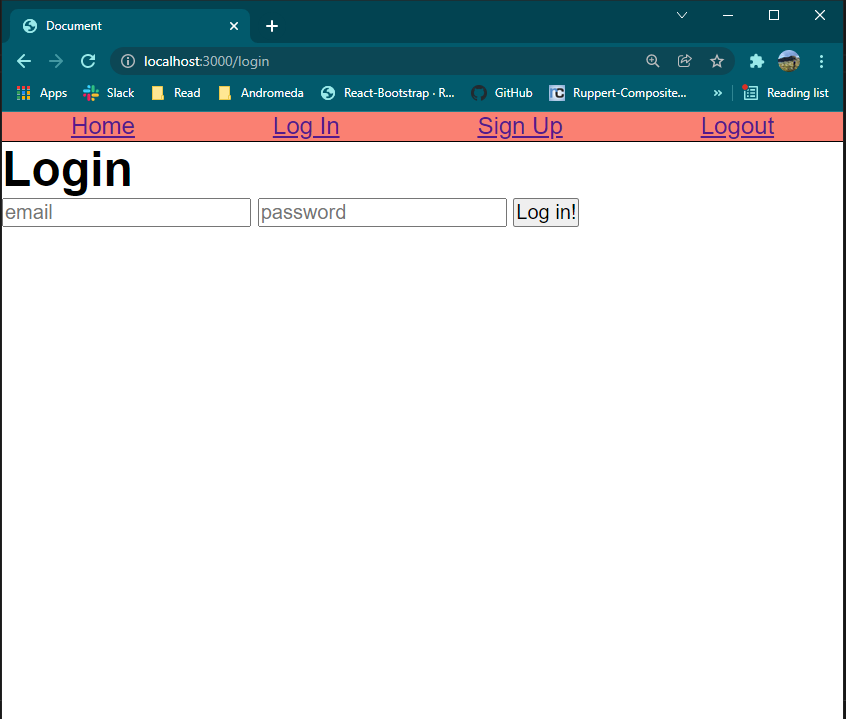 Document
localhost:3000/login
Apps Slack Read Andromeda React-Bootstrap · R... GitHub Ruppert-Composite... » Reading list
Home Log In Sign Up Logout
Login
email password Log in!